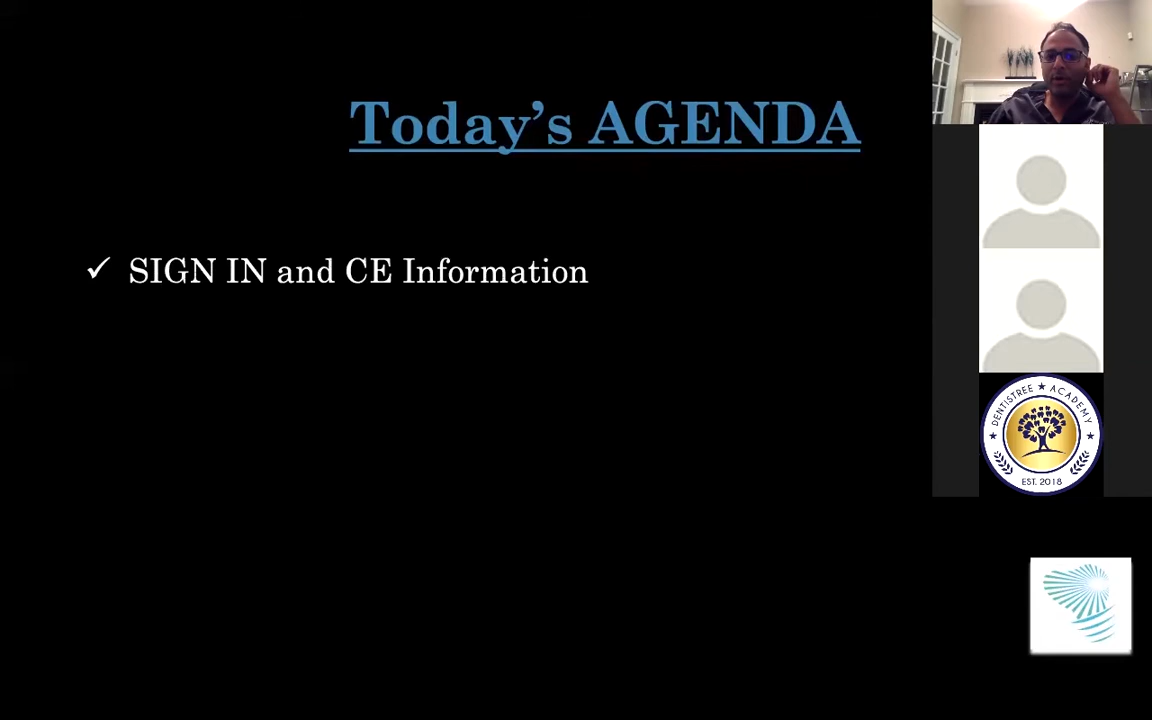 Today's AGENDA
✓ SIGN IN and CE Information
DENTISTREE ★ ACADEMY
EST. 2018